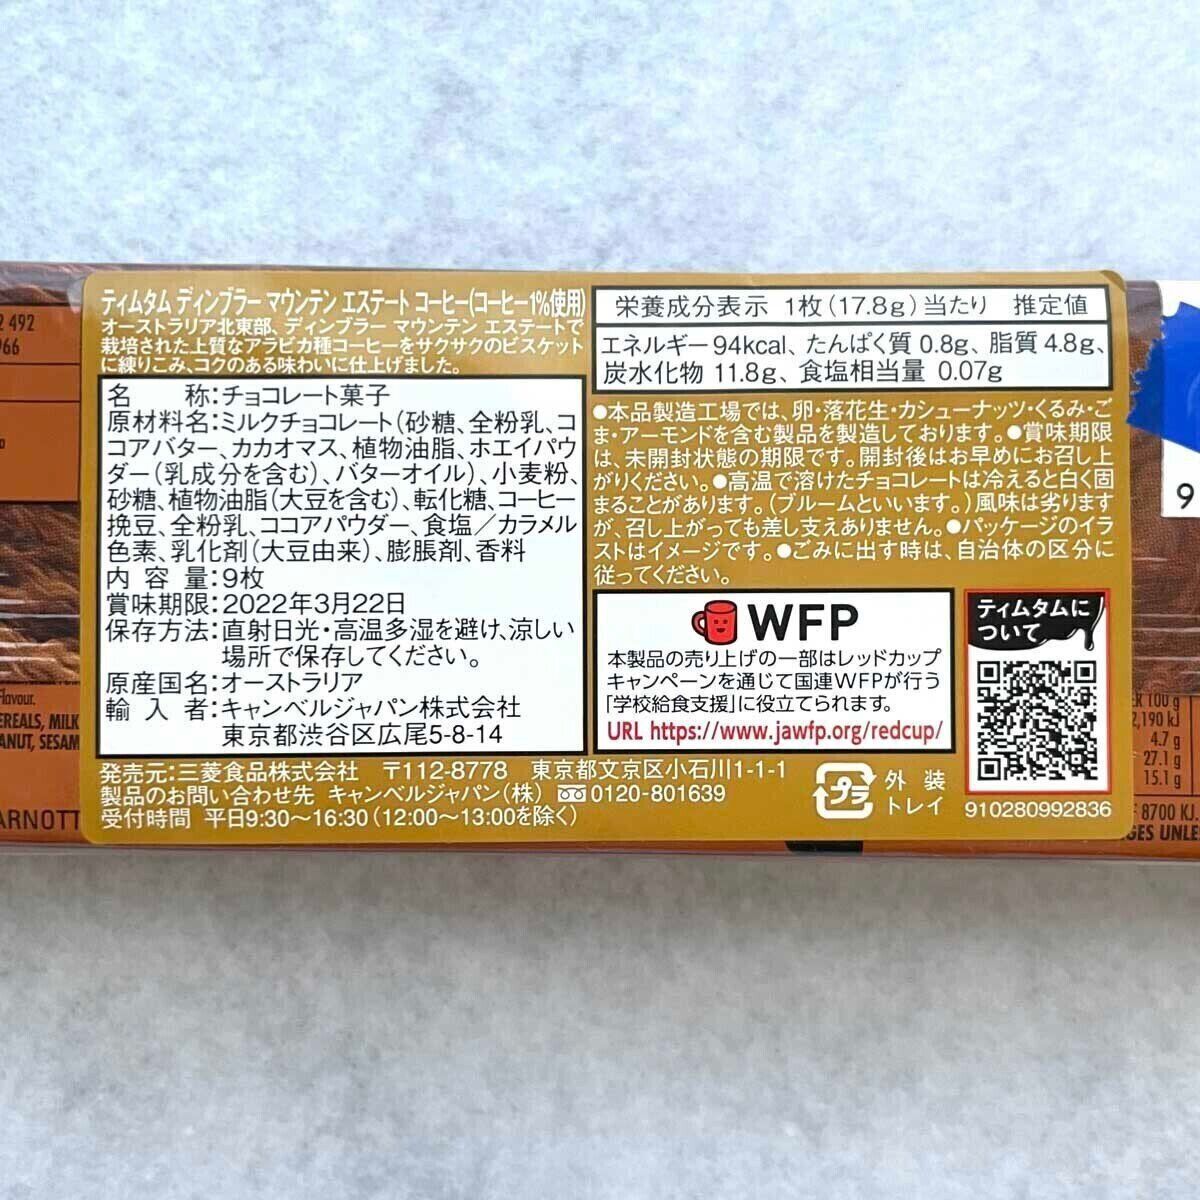 2 492
966
Flavour.
EREALS, MILK
ANUT, SESAM
ARNOTT
ティムタム ディンブラー マウンテン エステート コーヒー(コーヒー1%使用)
オーストラリア北東部、ディンブラー マウンテン エステートで
栽培された上質なアラビカ種コーヒーをサクサクのビスケット
に練りこみ、コクのある味わいに仕上げました。
名称:チョコレート菓子
原材料名:ミルクチョコレート(砂糖、全粉乳、コ
コアバター、カカオマス、植物油脂、ホエイパウ
ダー(乳成分を含む)、バターオイル)、小麦粉、
砂糖、植物油脂(大豆を含む)、転化糖、コーヒー
挽豆、全粉乳、ココアパウダー、食塩/カラメル
色素、乳化剤(大豆由来)、膨脹剤、香料
内容量:9枚
賞味期限:2022年3月22日
保存方法:直射日光・高温多湿を避け、涼しい
場所で保存してください。
原産国名:オーストラリア
輸入者:キャンベルジャパン株式会社
東京都渋谷区広尾5-8-14
発売元:三菱食品株式会社 〒112-8778 東京都文京区小石川1-1-1
製品のお問い合わせ先 キャンベルジャパン(株) 0120-801639
受付時間 平日9:30〜16:30(12:00〜13:00を除く)
栄養成分表示 1枚(17.8g)当たり 推定値
エネルギー94kcal、たんぱく質0.8g、脂質4.8g、
炭水化物 11.8g、食塩相当量 0.07g
●本品製造工場では、卵・落花生・カシューナッツ・くるみ・ご
ま・アーモンドを含む製品を製造しております。●賞味期限
は、未開封状態の期限です。開封後はお早めにお召し上
がりください。●高温で溶けたチョコレートは冷えると白く固
まることがあります。(ブルームといいます。)風味は劣ります
が、召し上がっても差し支えありません。●パッケージのイラ
ストはイメージです。●ごみに出す時は、自治体の区分に
従ってください。
WFP
本製品の売り上げの一部はレッドカップ
キャンペーンを通じて国連WFPが行う
「学校給食支援」に役立てられます。
URL https://www.jawfp.org/redcup/
ティムタムに
ついて
プラ
外装
トレイ
910280992836
9
ER 100 g
2,190 kJ
4.7 g
27.1 g
15.1 g
F 8700 KJ.
GES UNLE